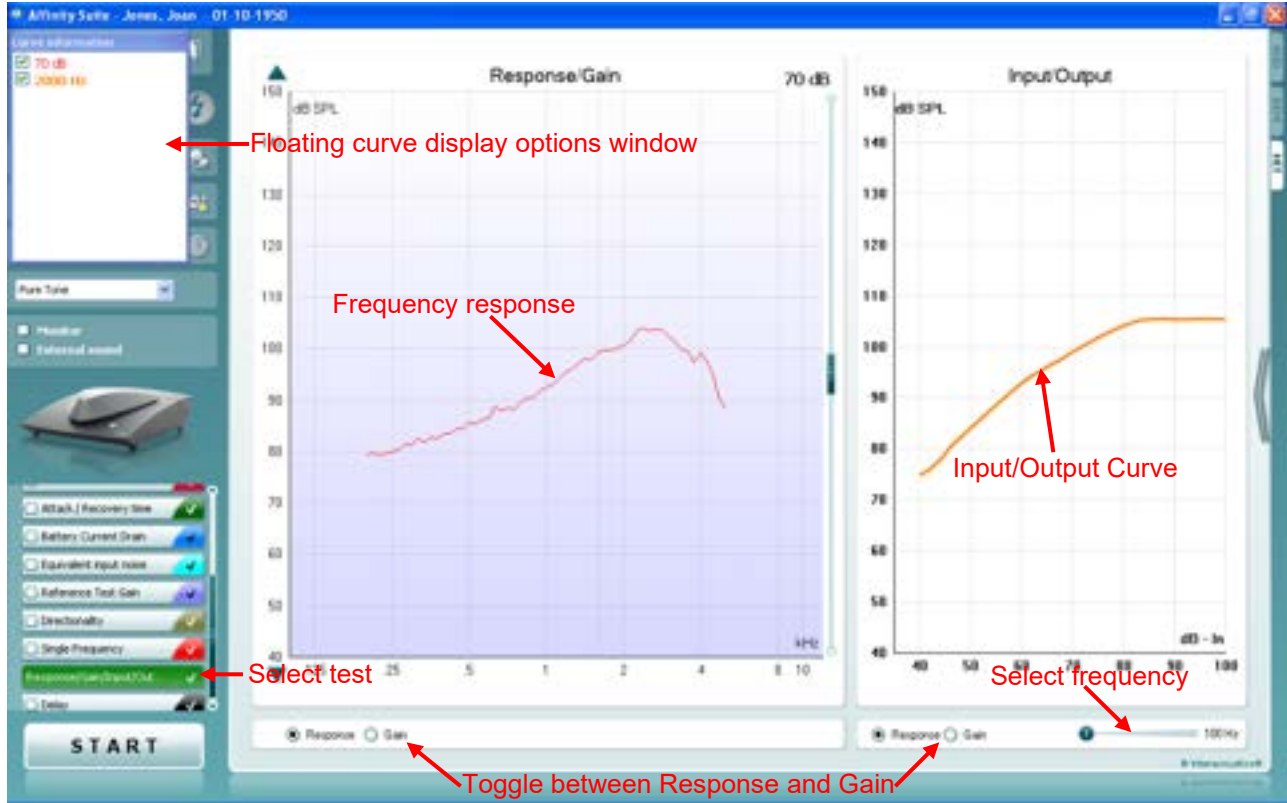 Affinity Suite - Jones, Joan 01-10-1950
Curve information
70 dB
2000 Hz
Floating curve display options window
Pure Tone
Monitor
External sound
Attack / Recovery time
Battery Current Drain
Equivalent input noise
Reference Test Gain
Directionality
Single Frequency
Response/Gain/Input/Out
Delay
Select test
START
Response/Gain
70 dB
dB SPL
150
130
120
110
100
90
80
70
60
50
40
Frequency response
kHz
.25 .5 1 2 4 8 10
Response Gain
Toggle between Response and Gain
Input/Output
dB SPL
150
140
130
120
110
100
90
80
70
60
50
40
Input/Output Curve
dB - In
40 50 60 70 80 90 100
Select frequency
Response Gain
100 Hz